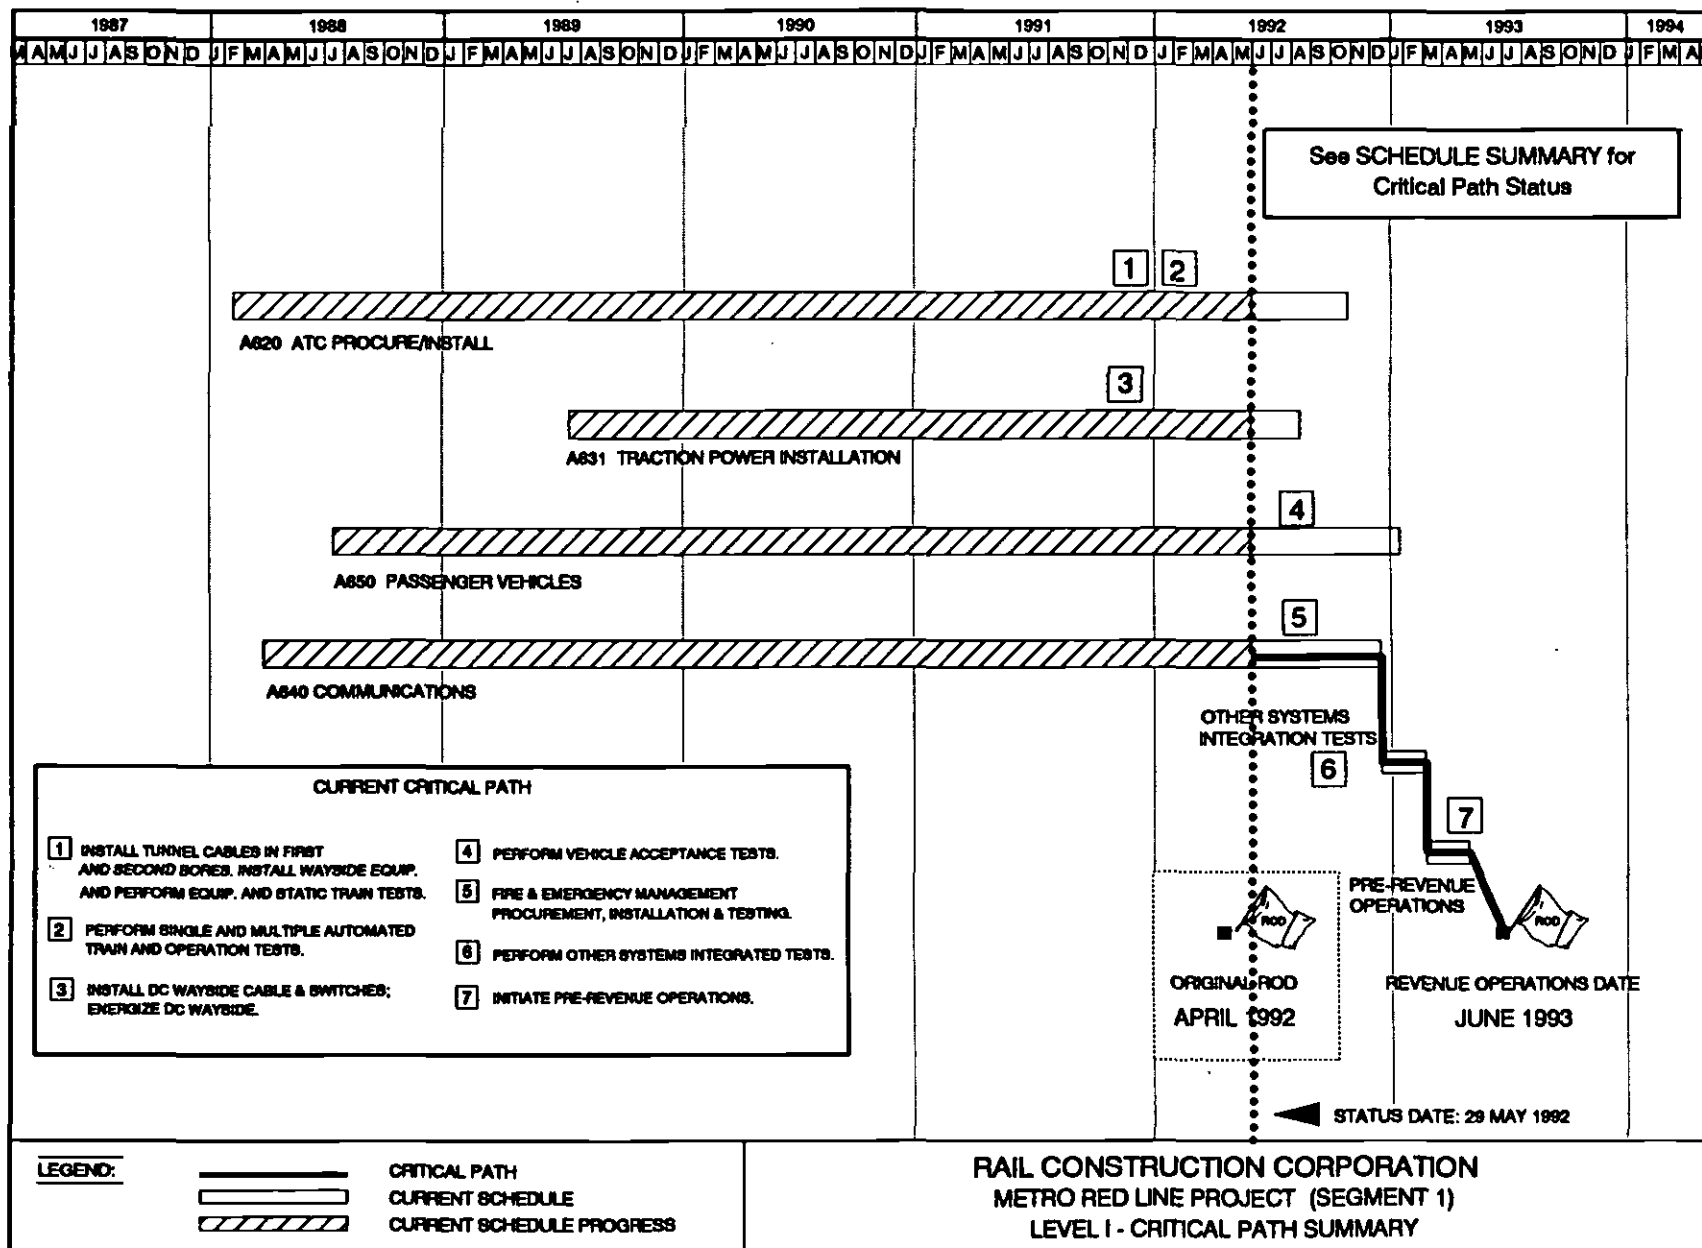 1987 1988 1989 1990 1991 1992 1993 1994
M A M J J A S O N D J F M A M J J A S O N D J F M A M J J A S O N D J F M A M J J A S O N D J F M A M J J A S O N D J F M A M J J A S O N D J F M A M J J A S O N D J F M A
See SCHEDULE SUMMARY for
Critical Path Status
1 2
A620 ATC PROCURE/INSTALL
3
A631 TRACTION POWER INSTALLATION
4
A650 PASSENGER VEHICLES
5
A640 COMMUNICATIONS
OTHER SYSTEMS
INTEGRATION TESTS
6
7
PRE-REVENUE
OPERATIONS
ROD
ROD
ORIGINAL ROD
APRIL 1992
REVENUE OPERATIONS DATE
JUNE 1993
STATUS DATE: 29 MAY 1992
CURRENT CRITICAL PATH
1 INSTALL TUNNEL CABLES IN FIRST
AND SECOND BORES. INSTALL WAYSIDE EQUIP.
AND PERFORM EQUIP. AND STATIC TRAIN TESTS.
2 PERFORM SINGLE AND MULTIPLE AUTOMATED
TRAIN AND OPERATION TESTS.
3 INSTALL DC WAYSIDE CABLE & SWITCHES;
ENERGIZE DC WAYSIDE.
4 PERFORM VEHICLE ACCEPTANCE TESTS.
5 FIRE & EMERGENCY MANAGEMENT
PROCUREMENT, INSTALLATION & TESTING.
6 PERFORM OTHER SYSTEMS INTEGRATED TESTS.
7 INITIATE PRE-REVENUE OPERATIONS.
LEGEND:
CRITICAL PATH
CURRENT SCHEDULE
CURRENT SCHEDULE PROGRESS
RAIL CONSTRUCTION CORPORATION
METRO RED LINE PROJECT (SEGMENT 1)
LEVEL I - CRITICAL PATH SUMMARY